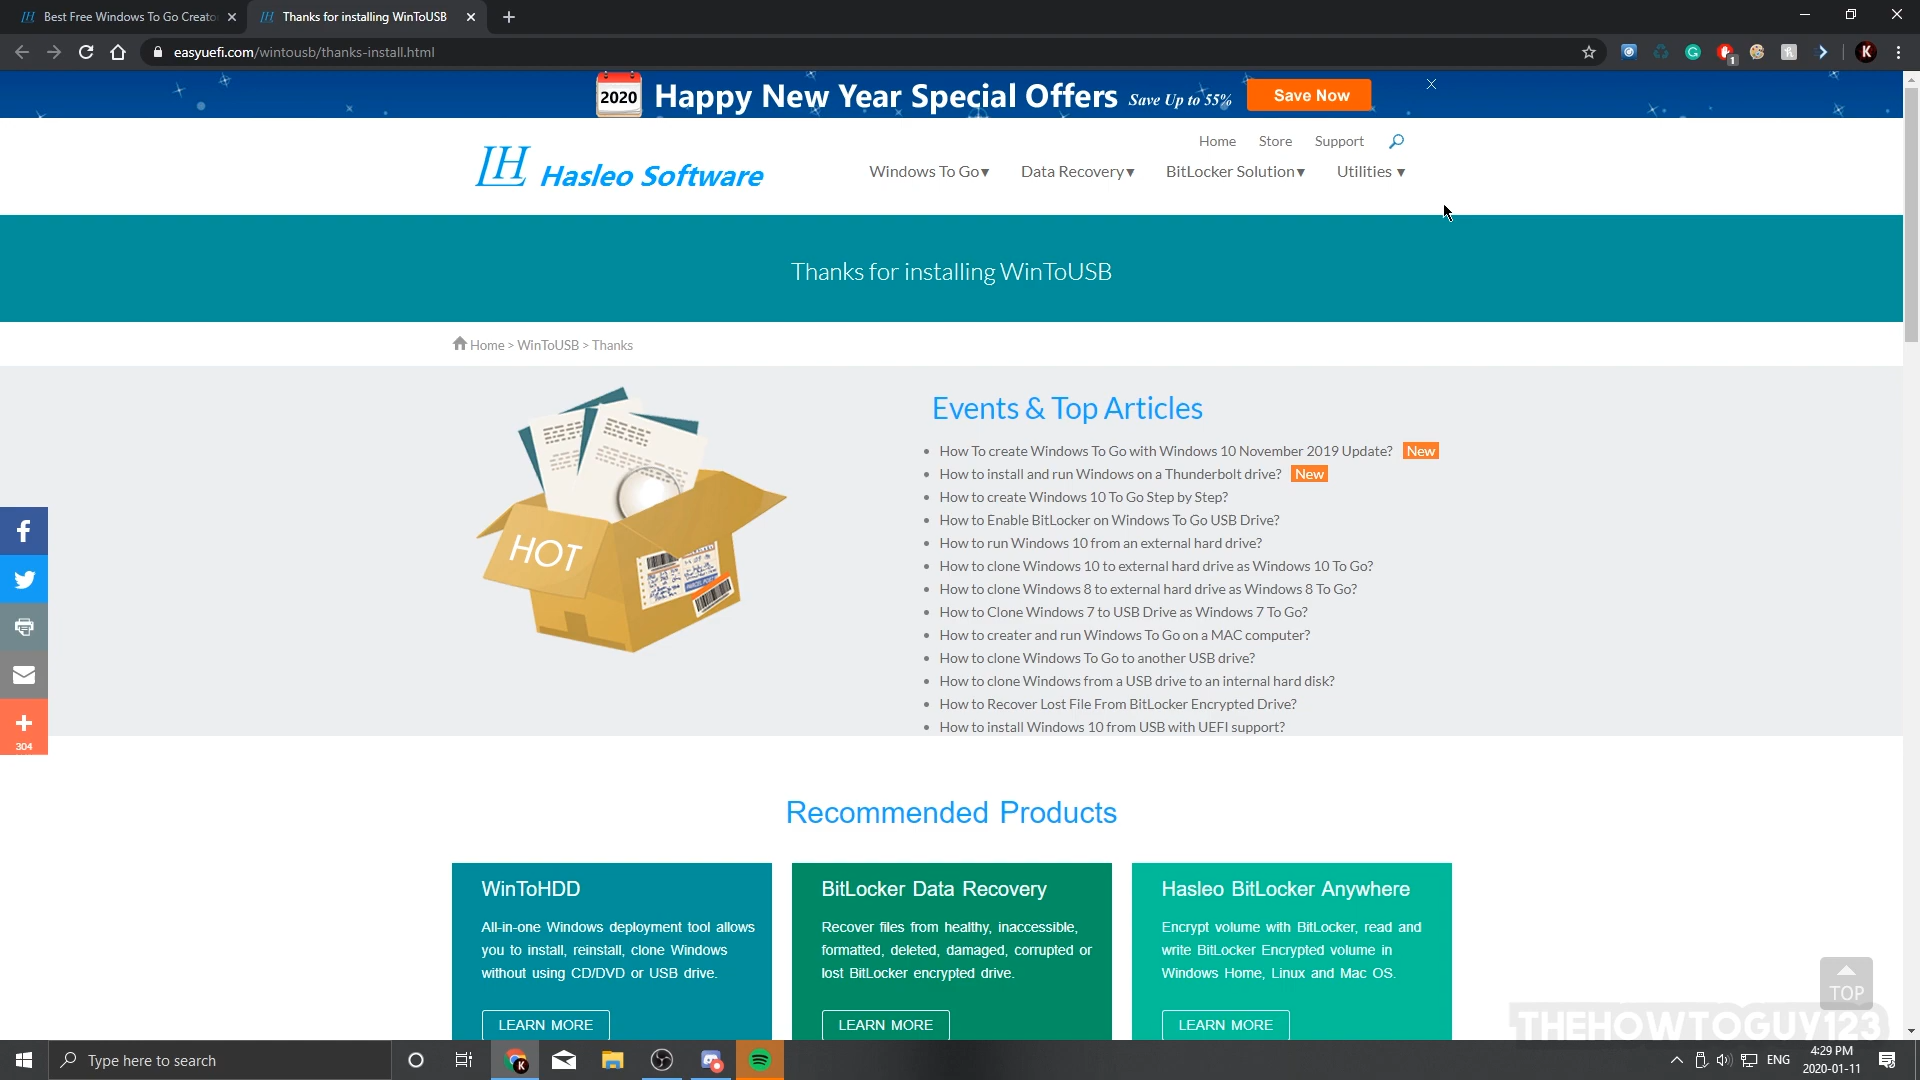 Best Free Windows To Go Creato
Thanks for installing WinToUSB
easyuefi.com/wintousb/thanks-install.html
1
K
2020
Happy New Year Special Offers
Save Up to 55%
Save Now
Home
Store
Support
Hasleo Software
Windows To Go▾
Data Recovery▾
BitLocker Solution▾
Utilities ▾
Thanks for installing WinToUSB
Home > WinToUSB > Thanks
HOT
Events & Top Articles
How To create Windows To Go with Windows 10 November 2019 Update? New
How to install and run Windows on a Thunderbolt drive? New
How to create Windows 10 To Go Step by Step?
How to Enable BitLocker on Windows To Go USB Drive?
How to run Windows 10 from an external hard drive?
How to clone Windows 10 to external hard drive as Windows 10 To Go?
How to clone Windows 8 to external hard drive as Windows 8 To Go?
How to Clone Windows 7 to USB Drive as Windows 7 To Go?
How to creater and run Windows To Go on a MAC computer?
How to clone Windows To Go to another USB drive?
How to clone Windows from a USB drive to an internal hard disk?
How to Recover Lost File From BitLocker Encrypted Drive?
How to install Windows 10 from USB with UEFI support?
304
Recommended Products
WinToHDD
All-in-one Windows deployment tool allows
you to install, reinstall, clone Windows
without using CD/DVD or USB drive.
LEARN MORE
BitLocker Data Recovery
Recover files from healthy, inaccessible,
formatted, deleted, damaged, corrupted or
lost BitLocker encrypted drive.
LEARN MORE
Hasleo BitLocker Anywhere
Encrypt volume with BitLocker, read and
write BitLocker Encrypted volume in
Windows Home, Linux and Mac OS.
LEARN MORE
TOP
THEHOWTOGUY123
Type here to search
K
ENG
4:29 PM
2020-01-11